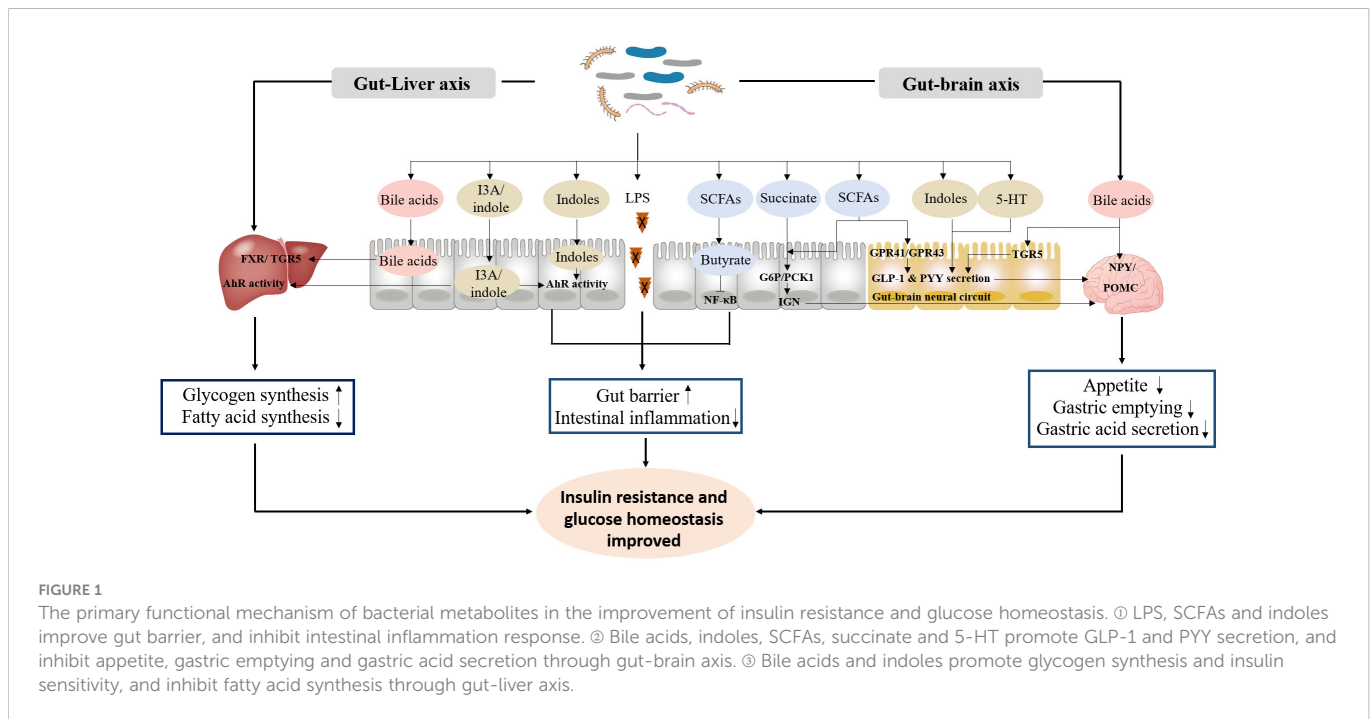 Gut-Liver axis
Gut-brain axis
Bile acids
I3A/
indole
Indoles
LPS
SCFAs
Succinate
SCFAs
Indoles
5-HT
Bile acids
X
X
X
FXR/ TGR5
AhR activity
Bile acids
I3A/
indole
Indoles
AhR activity
Butyrate
NF-κB
G6P/PCK1
IGN
GPR41/GPR43
TGR5
GLP-1 & PYY secretion
Gut-brain neural circuit
NPY/
POMC
Glycogen synthesis ↑
Fatty acid synthesis ↓
Gut barrier ↑
Intestinal inflammation ↓
Appetite ↓
Gastric emptying ↓
Gastric acid secretion ↓
Insulin resistance and
glucose homeostasis
improved
FIGURE 1
The primary functional mechanism of bacterial metabolites in the improvement of insulin resistance and glucose homeostasis. ① LPS, SCFAs and indoles
improve gut barrier, and inhibit intestinal inflammation response. ② Bile acids, indoles, SCFAs, succinate and 5-HT promote GLP-1 and PYY secretion, and
inhibit appetite, gastric emptying and gastric acid secretion through gut-brain axis. ③ Bile acids and indoles promote glycogen synthesis and insulin
sensitivity, and inhibit fatty acid synthesis through gut-liver axis.